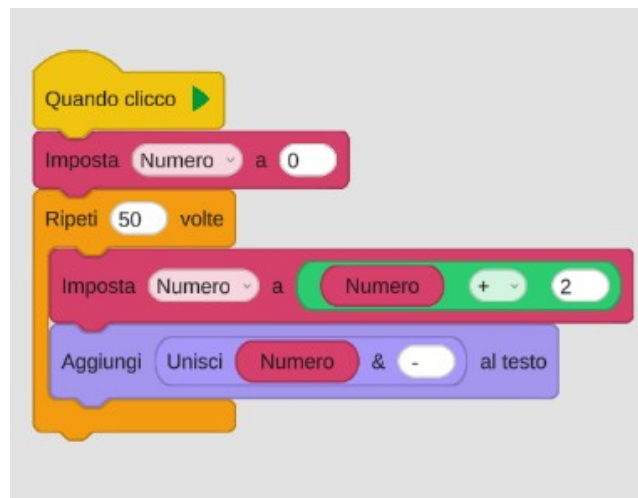 Quando clicco
Imposta Numero a 0
Ripeti 50 volte
Imposta Numero a Numero + 2
Aggiungi Unisci Numero & - al testo